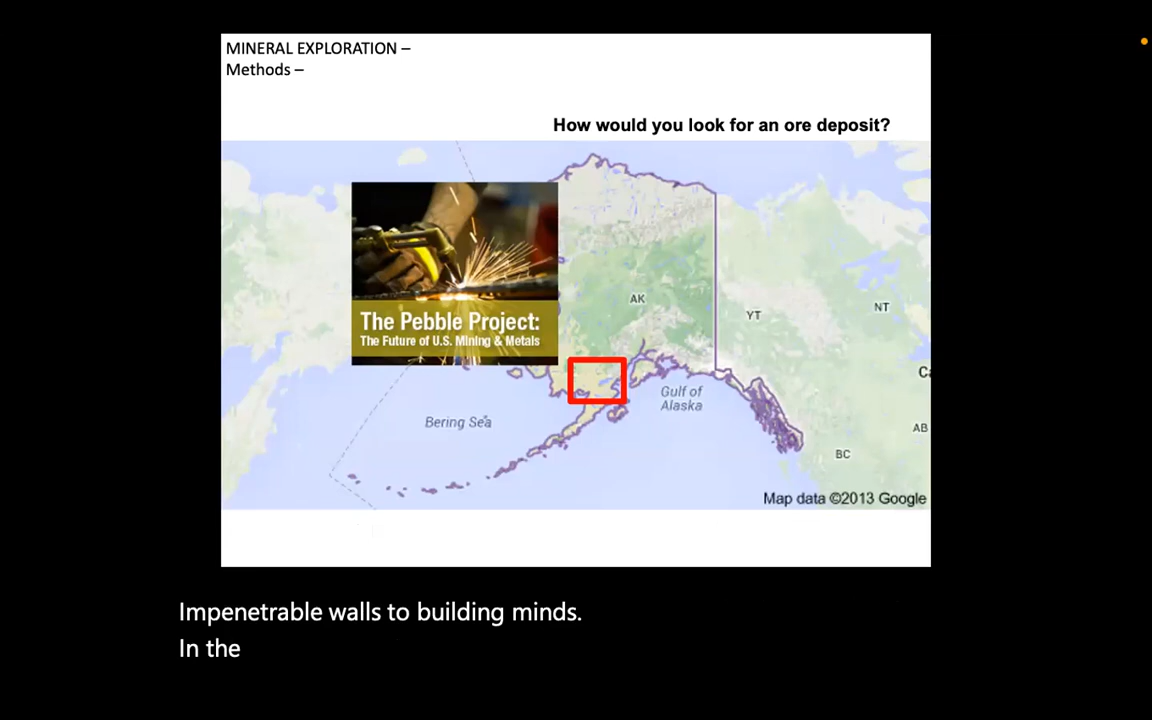 MINERAL EXPLORATION –
Methods –
How would you look for an ore deposit?
The Pebble Project:
The Future of U.S. Mining & Metals
AK
YT
NT
Ca
Gulf of
Alaska
Bering Sea
AB
BC
Map data ©2013 Google
Impenetrable walls to building minds.
In the